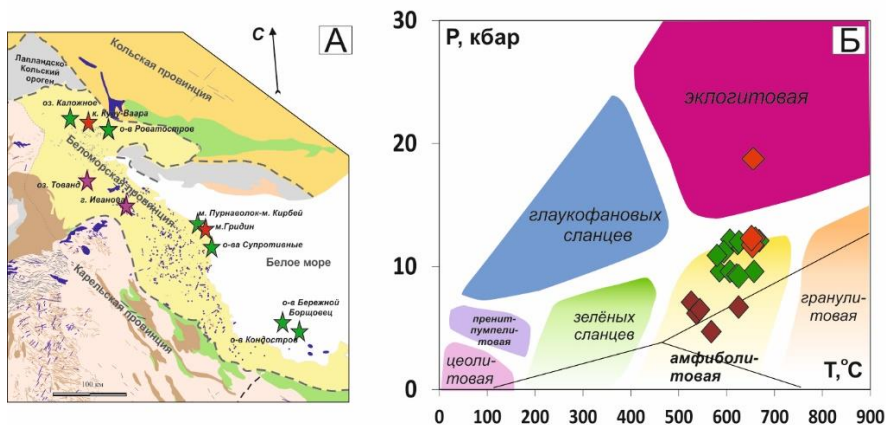 А
С
Кольская провинция
Лапландско-
Кольский
ороген
оз. Каложное
к. Куру-Ваара
о-в Роватостров
Беломорская провинция
оз. Тованд
г. Иванова
м. Пурнаволок-м. Кирбей
м.Гридин
о-ва Супротивные
Белое море
Карельская провинция
о-в Бережной
Борщовец
о-в Кондостров
100 км
Б
P, кбар
30
20
10
0
эклогитовая
глаукофановых
сланцев
пренит-
пумпели-
товая
цеоли-
товая
зелёных
сланцев
амфиболи-
товая
гранули-
товая
T,°C
0 100 200 300 400 500 600 700 800 900